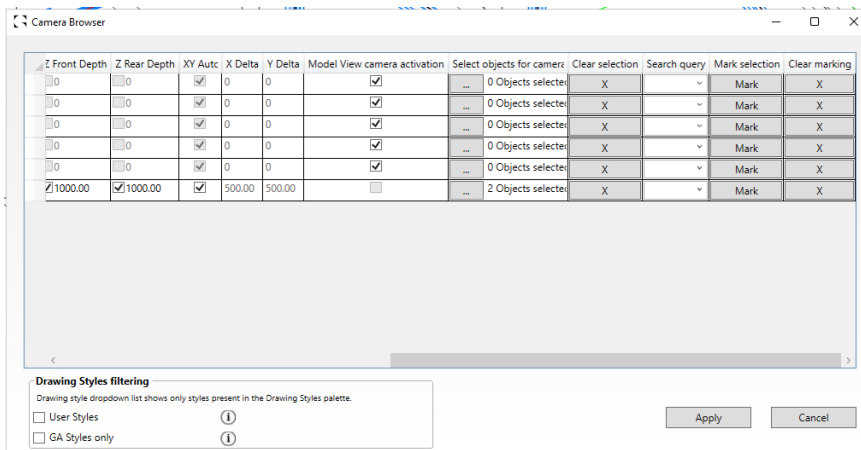 Camera Browser
Z Front Depth Z Rear Depth XY Autc X Delta Y Delta Model View camera activation Select objects for camera Clear selection Search query Mark selection Clear marking
0 0 0 0 ... 0 Objects selected X Mark X
0 0 0 0 ... 0 Objects selected X Mark X
0 0 0 0 ... 0 Objects selected X Mark X
0 0 0 0 ... 0 Objects selected X Mark X
0 0 0 0 ... 0 Objects selected X Mark X
1000.00 1000.00 500.00 500.00 ... 2 Objects selected X Mark X
Drawing Styles filtering
Drawing style dropdown list shows only styles present in the Drawing Styles palette.
User Styles
GA Styles only
Apply Cancel